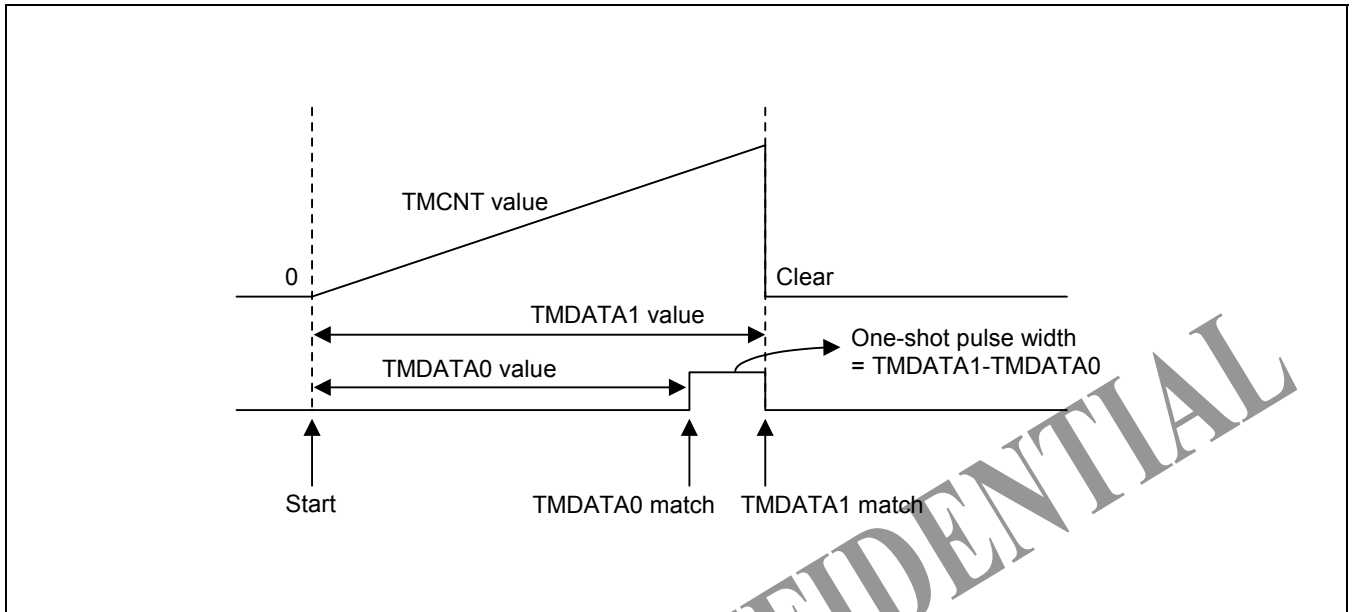 TMCNT value
0
Clear
TMDATA1 value
One-shot pulse width
= TMDATA1-TMDATA0
TMDATA0 value
Start
TMDATA0 match
TMDATA1 match